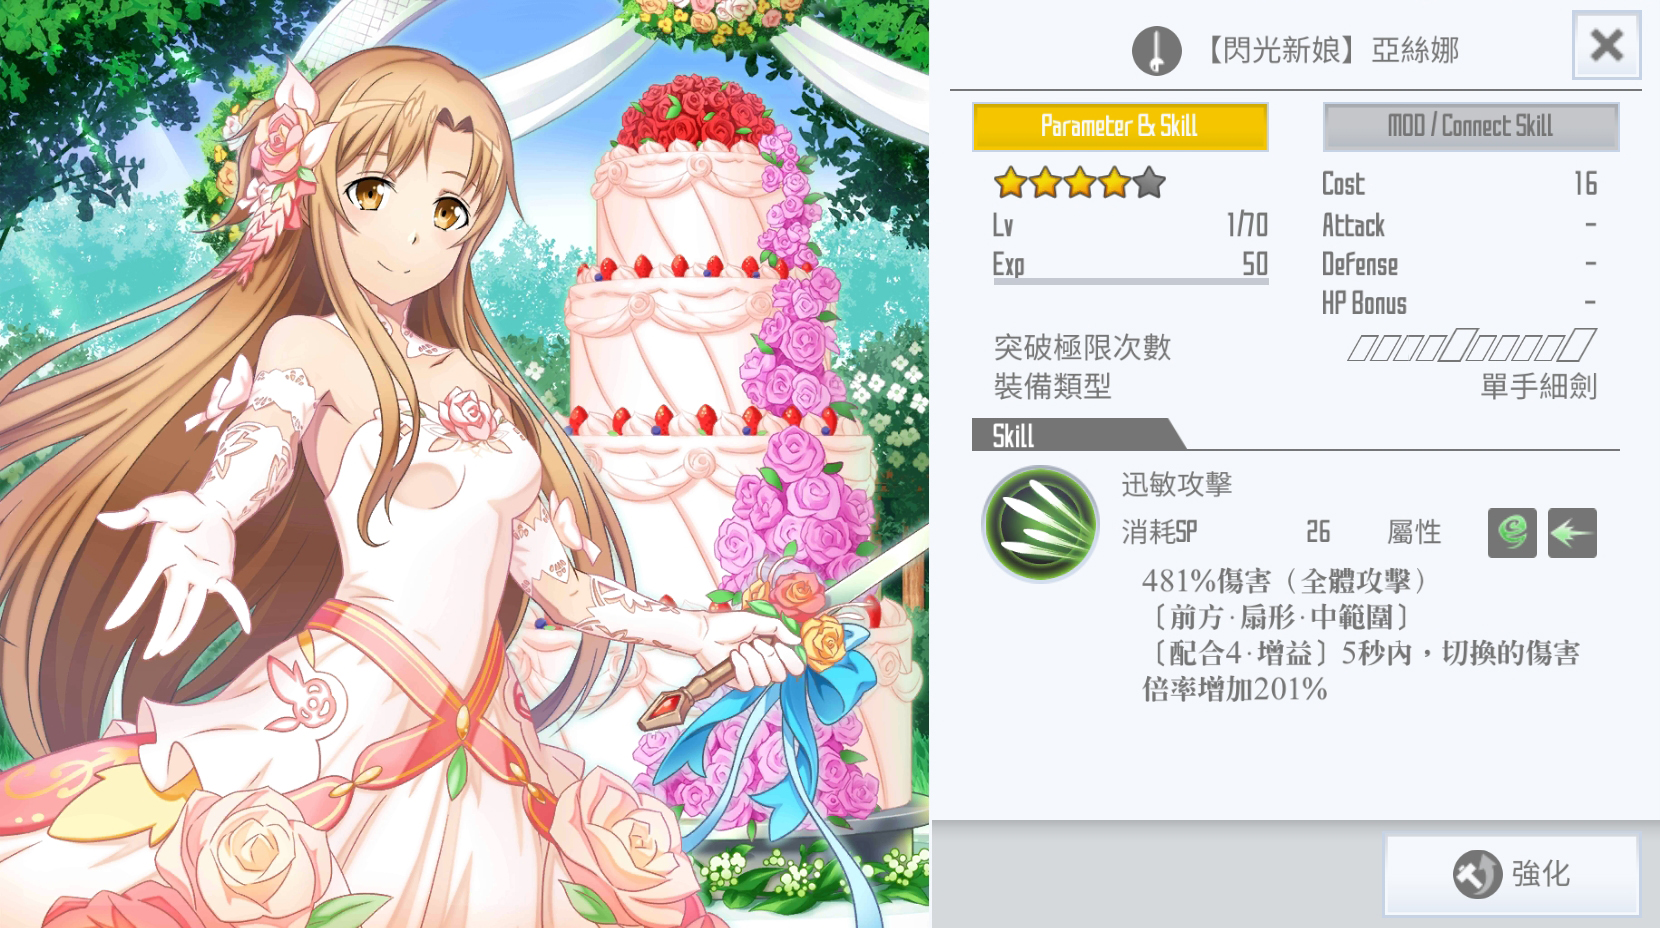 【閃光新娘】亞絲娜
Parameter & Skill
MOD / Connect Skill
Lv 1/70
Exp 50
Cost 16
Attack -
Defense -
HP Bonus -
突破極限次數
裝備類型 單手細劍
Skill
迅敏攻擊
消耗SP 26 屬性
481%傷害（全體攻擊）
〔前方·扇形·中範圍〕
〔配合4·增益〕5秒內，切換的傷害
倍率增加201%
強化